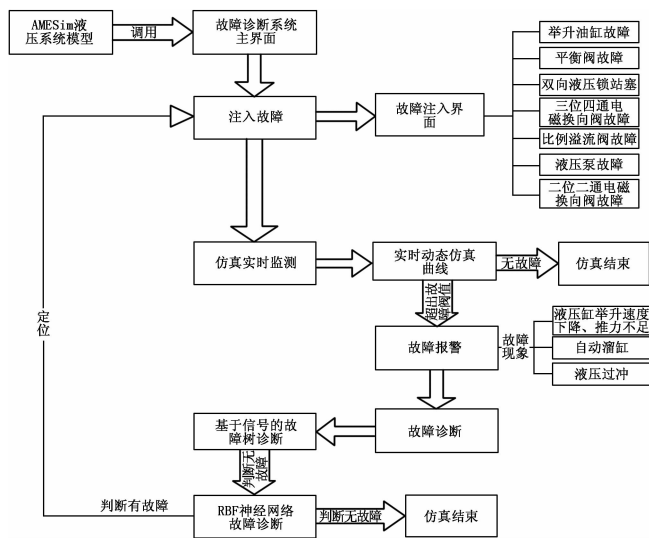 AMESim液
压系统模型
调用
故障诊断系统
主界面
举升油缸故障
平衡阀故障
双向液压锁站塞
三位四通电
磁换向阀故障
比例溢流阀故障
液压泵故障
二位二通电磁
换向阀故障
注入故障
故障注入界
面
仿真实时监测
实时动态仿真
曲线
无故障
仿真结束
超出故
障阀值
定位
故障报警
故障
现象
液压缸举升速度
下降、推力不足
自动溜缸
液压过冲
故障诊断
基于信号的故
障树诊断
判断无
故障
判断有故障
RBF神经网络
故障诊断
判断无故障
仿真结束